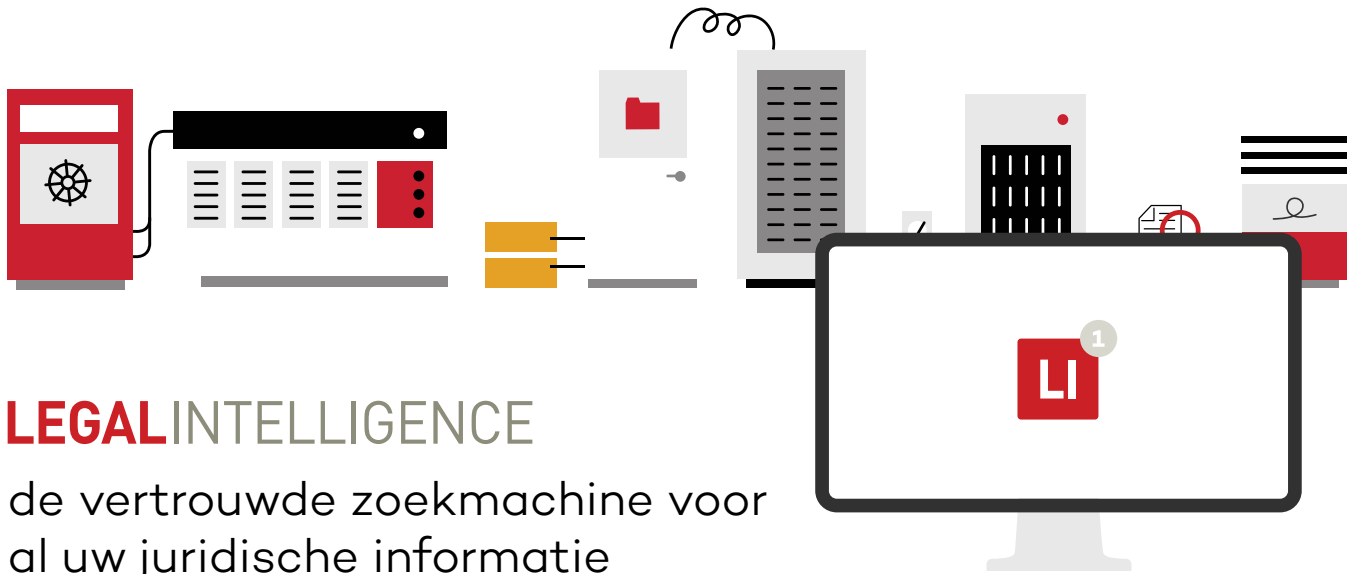 LI
1
LEGALINTELLIGENCE
de vertrouwde zoekmachine voor
al uw juridische informatie